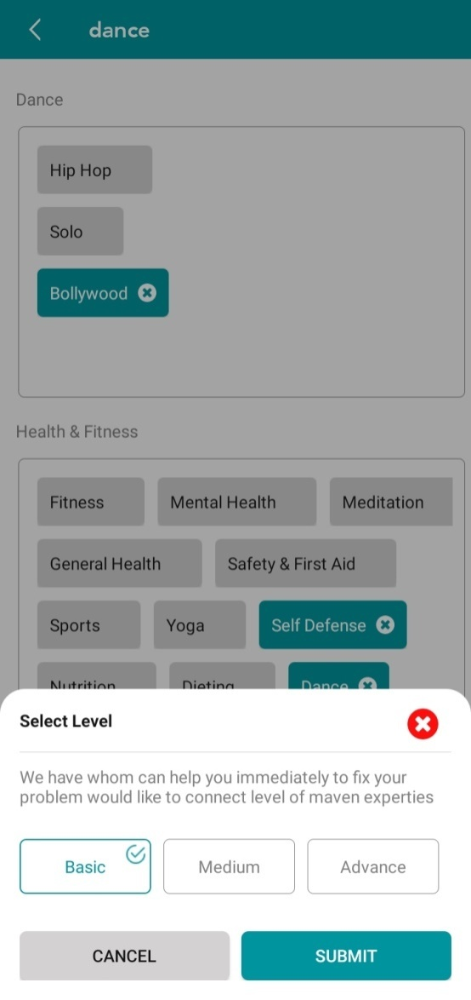 dance
Dance
Hip Hop
Solo
Bollywood
Health & Fitness
Fitness Mental Health Meditation
General Health Safety & First Aid
Sports Yoga Self Defense
Nutrition Dieting Dance
Select Level
We have whom can help you immediately to fix your
problem would like to connect level of maven experties
Basic Medium Advance
CANCEL SUBMIT